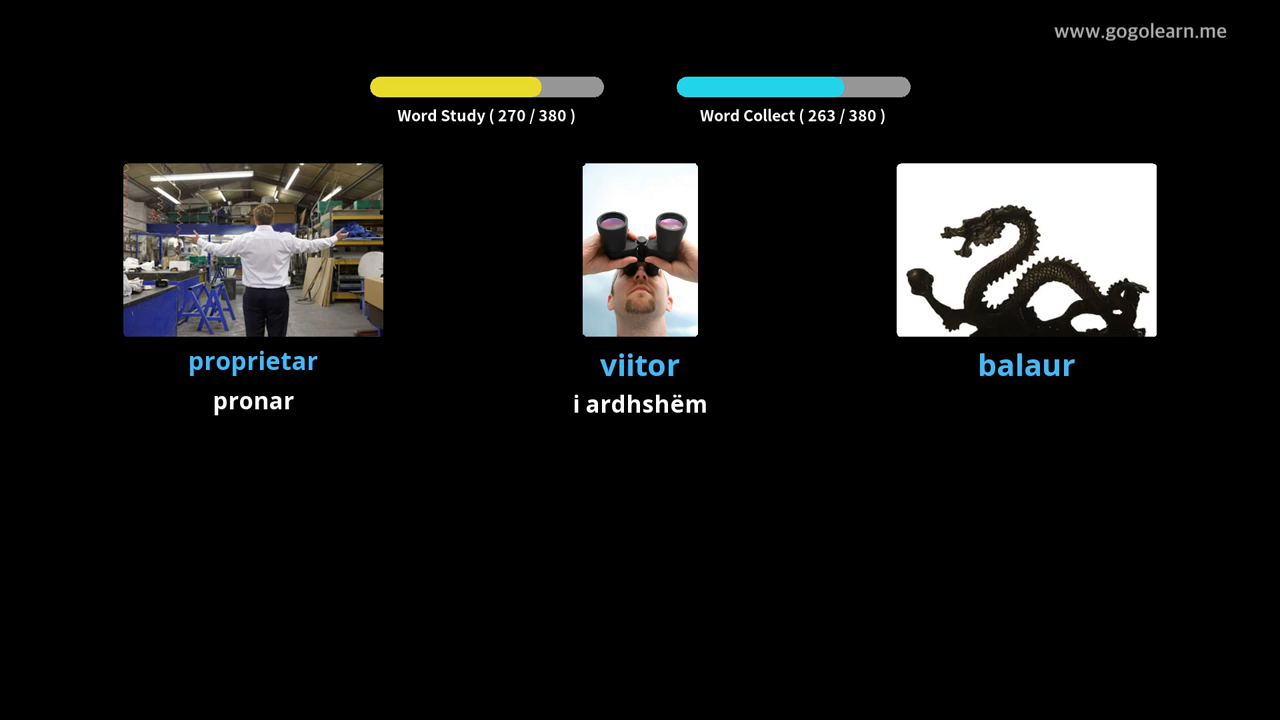 www.gogolearn.me
Word Study ( 270 / 380 )
Word Collect ( 263 / 380 )
proprietar
pronar
viitor
i ardhshëm
balaur